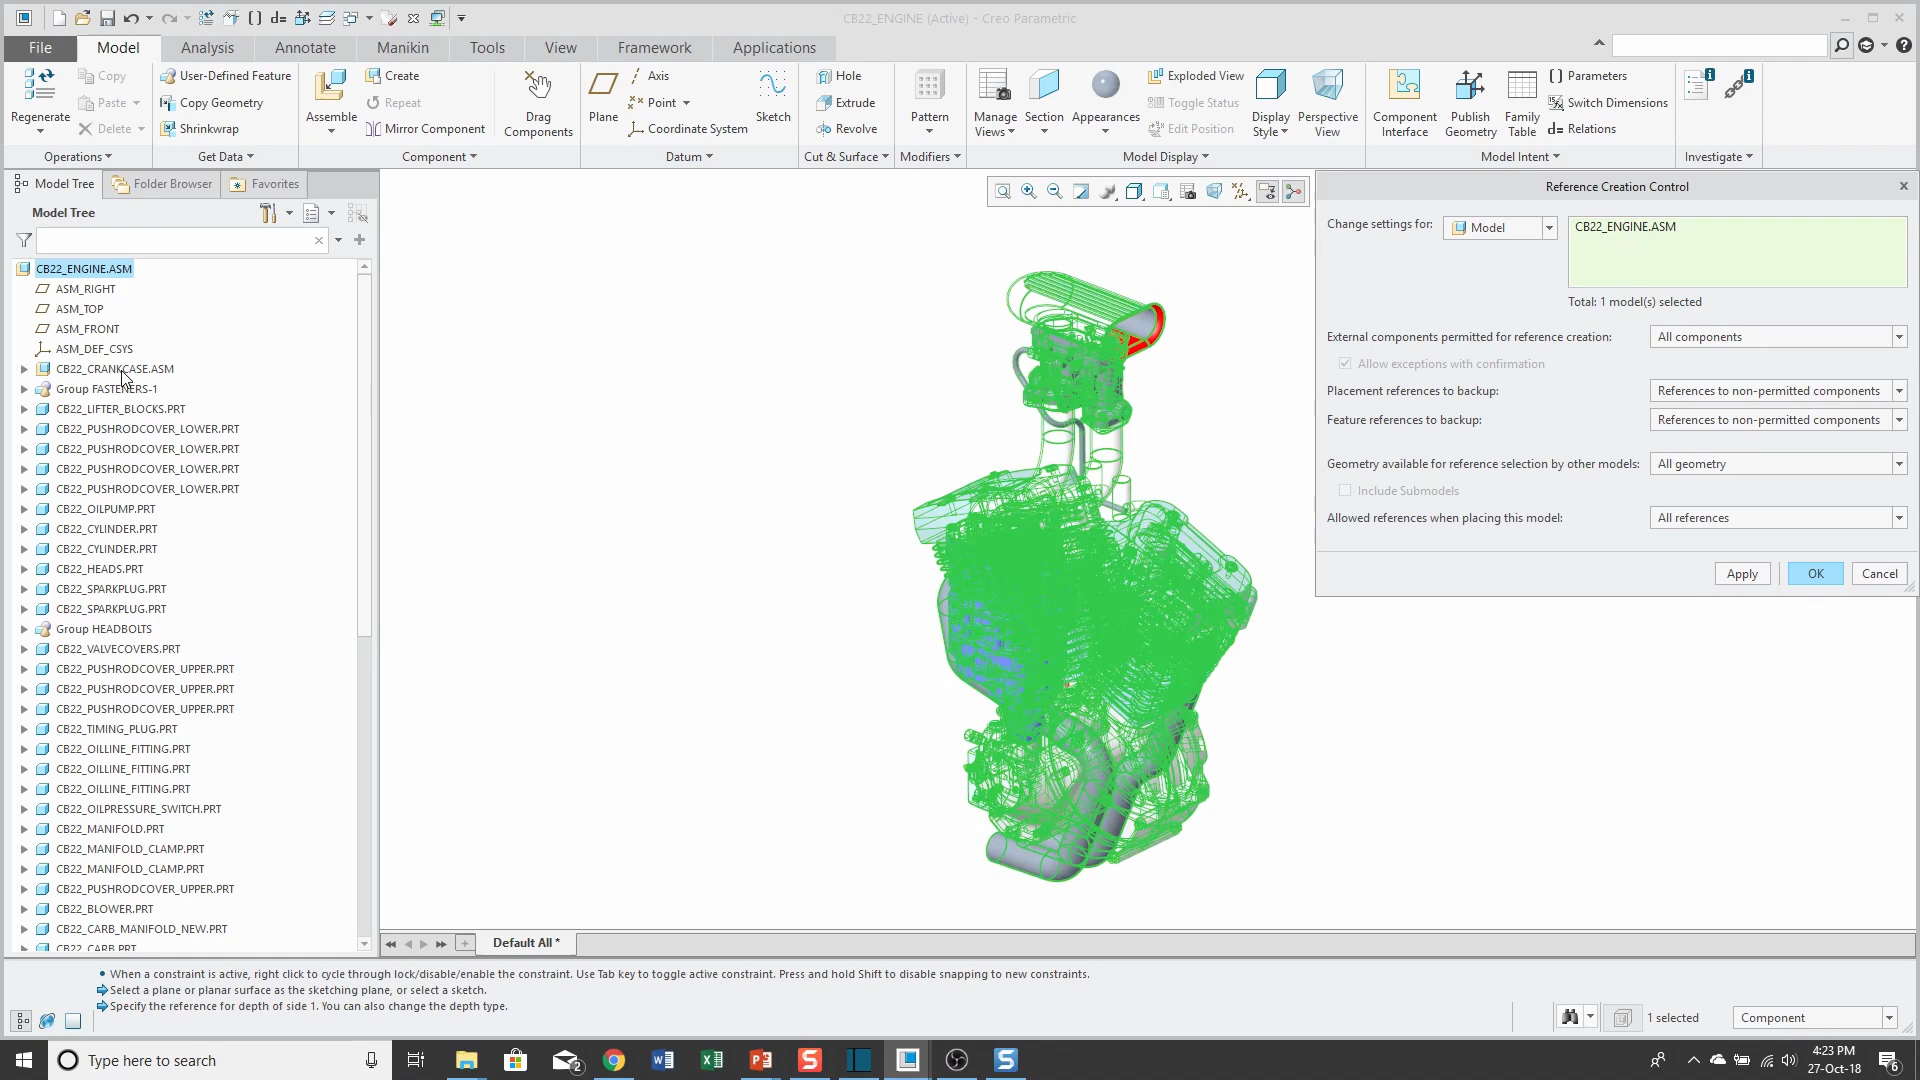 CB22_ENGINE (Active) - Creo Parametric
File Model Analysis Annotate Manikin Tools View Framework Applications
Regenerate
Copy
Paste
Delete
Operations
User-Defined Feature
Copy Geometry
Shrinkwrap
Get Data
Assemble
Create
Repeat
Mirror Component
Drag Components
Component
Plane
Axis
Point
Coordinate System
Sketch
Datum
Hole
Extrude
Revolve
Cut & Surface
Pattern
Modifiers
Manage Views
Section
Appearances
Exploded View
Toggle Status
Edit Position
Display Style
Perspective View
Model Display
Component Interface
Publish Geometry
Family Table
Parameters
Switch Dimensions
d= Relations
Model Intent
Investigate
Model Tree Folder Browser Favorites
Model Tree
CB22_ENGINE.ASM
ASM_RIGHT
ASM_TOP
ASM_FRONT
ASM_DEF_CSYS
CB22_CRANKCASE.ASM
Group FASTENERS-1
CB22_LIFTER_BLOCKS.PRT
CB22_PUSHRODCOVER_LOWER.PRT
CB22_PUSHRODCOVER_LOWER.PRT
CB22_PUSHRODCOVER_LOWER.PRT
CB22_PUSHRODCOVER_LOWER.PRT
CB22_OILPUMP.PRT
CB22_CYLINDER.PRT
CB22_CYLINDER.PRT
CB22_HEADS.PRT
CB22_SPARKPLUG.PRT
CB22_SPARKPLUG.PRT
Group HEADBOLTS
CB22_VALVECOVERS.PRT
CB22_PUSHRODCOVER_UPPER.PRT
CB22_PUSHRODCOVER_UPPER.PRT
CB22_PUSHRODCOVER_UPPER.PRT
CB22_TIMING_PLUG.PRT
CB22_OILLINE_FITTING.PRT
CB22_OILLINE_FITTING.PRT
CB22_OILLINE_FITTING.PRT
CB22_OILPRESSURE_SWITCH.PRT
CB22_MANIFOLD.PRT
CB22_MANIFOLD_CLAMP.PRT
CB22_MANIFOLD_CLAMP.PRT
CB22_PUSHRODCOVER_UPPER.PRT
CB22_BLOWER.PRT
CB22_CARB_MANIFOLD_NEW.PRT
CB22_CARB.PRT
Reference Creation Control
Change settings for: Model CB22_ENGINE.ASM
Total: 1 model(s) selected
External components permitted for reference creation: All components
Allow exceptions with confirmation
Placement references to backup: References to non-permitted components
Feature references to backup: References to non-permitted components
Geometry available for reference selection by other models: All geometry
Include Submodels
Allowed references when placing this model: All references
Apply OK Cancel
Default All *
When a constraint is active, right click to cycle through lock/disable/enable the constraint. Use Tab key to toggle active constraint. Press and hold Shift to disable snapping to new constraints.
Select a plane or planar surface as the sketching plane, or select a sketch.
Specify the reference for depth of side 1. You can also change the depth type.
1 selected Component
Type here to search
2
4:23 PM
27-Oct-18
6